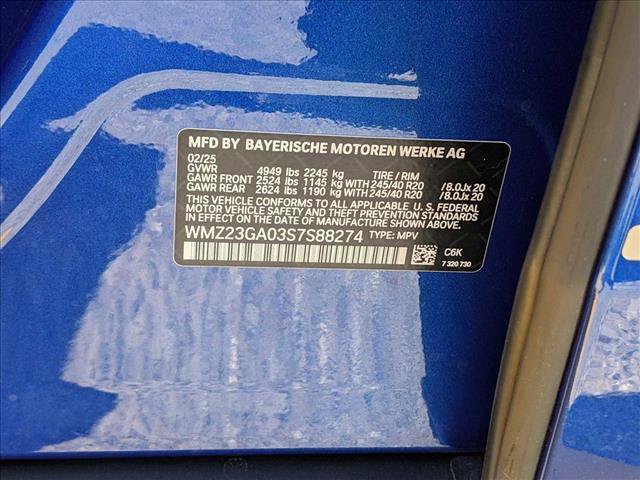 MFD BY BAYERISCHE MOTOREN WERKE AG
02/25
GVWR 4949 lbs 2245 kg TIRE / RIM
GAWR FRONT 2524 lbs 1145 kg WITH 245/40 R20 /8.0Jx 20
GAWR REAR 2624 lbs 1190 kg WITH 245/40 R20 /8.0Jx 20
THIS VEHICLE CONFORMS TO ALL APPLICABLE U. S. FEDERAL
MOTOR VEHICLE SAFETY STANDARDS IN
EFFECT ON THE DATE OF MANUFACTURE SHOWN ABOVE.
WMZ23GA03S7S88274 TYPE: MPV
C6K
7 320 730